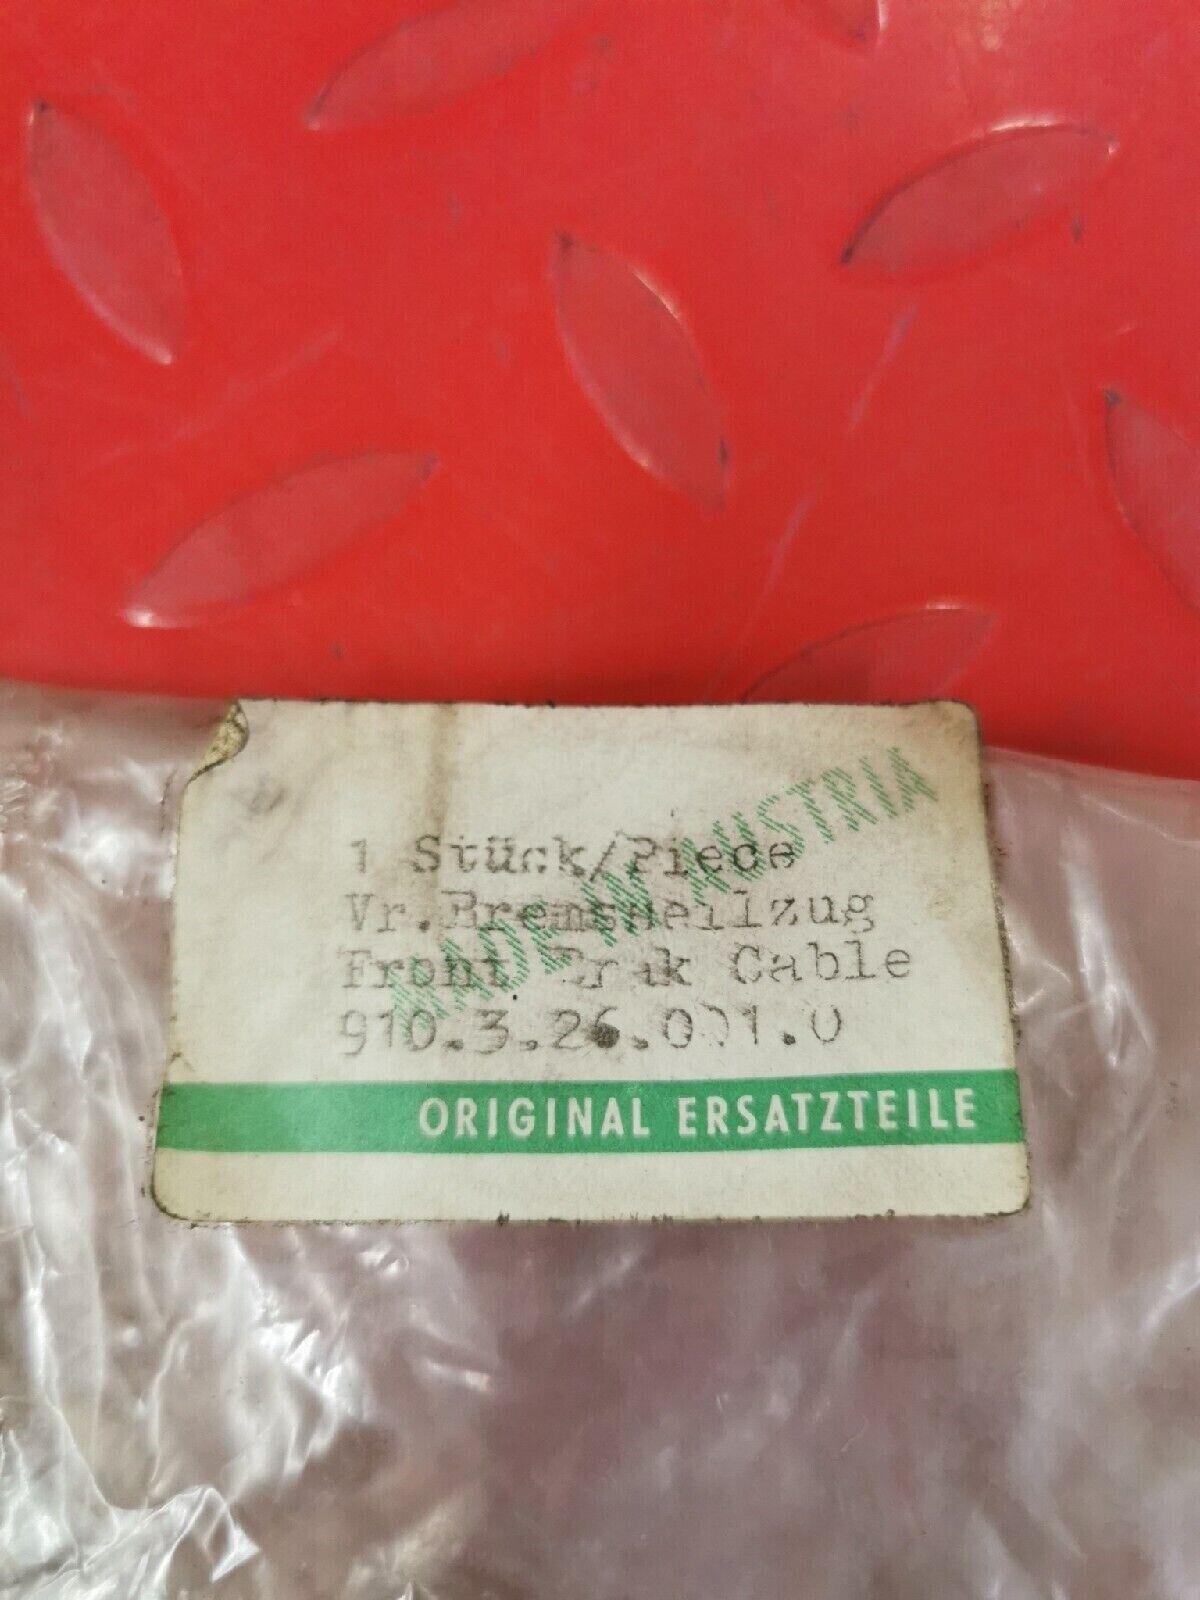 1 Stück/Piece
Vr.Bremsseilzug
Front Brak Cable
910.3.26.001.0
MADE IN AUSTRIA
ORIGINAL ERSATZTEILE